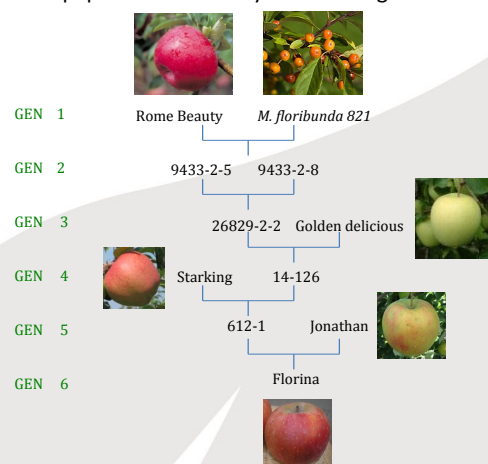 GEN 1 Rome Beauty M. floribunda 821
GEN 2 9433-2-5 9433-2-8
GEN 3 26829-2-2 Golden delicious
GEN 4 Starking 14-126
GEN 5 612-1 Jonathan
GEN 6 Florina